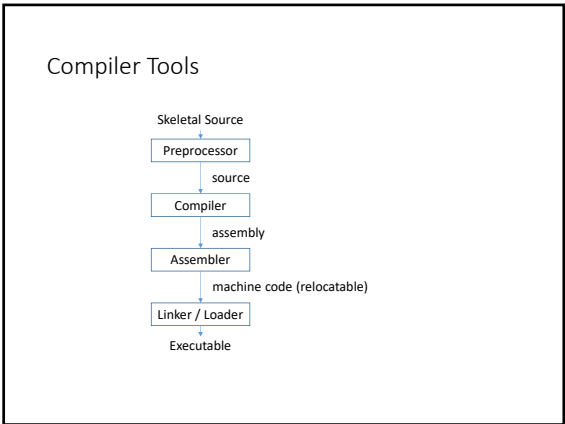 Compiler Tools
Skeletal Source
Preprocessor
source
Compiler
assembly
Assembler
machine code (relocatable)
Linker / Loader
Executable